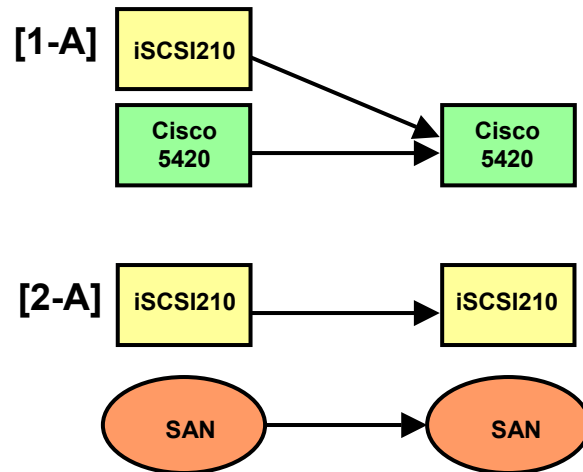 [1-A]
iSCSI210
Cisco
5420
Cisco
5420
[2-A]
iSCSI210
iSCSI210
SAN
SAN